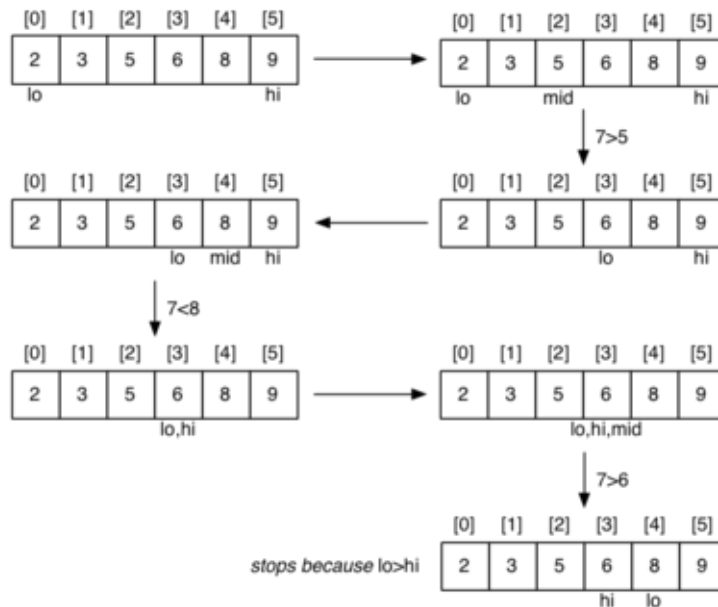 [0] [1] [2] [3] [4] [5]
2 3 5 6 8 9
lo hi
[0] [1] [2] [3] [4] [5]
2 3 5 6 8 9
lo mid hi
7>5
[0] [1] [2] [3] [4] [5]
2 3 5 6 8 9
lo hi
[0] [1] [2] [3] [4] [5]
2 3 5 6 8 9
lo mid hi
7<8
[0] [1] [2] [3] [4] [5]
2 3 5 6 8 9
lo,hi
[0] [1] [2] [3] [4] [5]
2 3 5 6 8 9
lo,hi,mid
7>6
[0] [1] [2] [3] [4] [5]
stops because lo>hi
2 3 5 6 8 9
hi lo